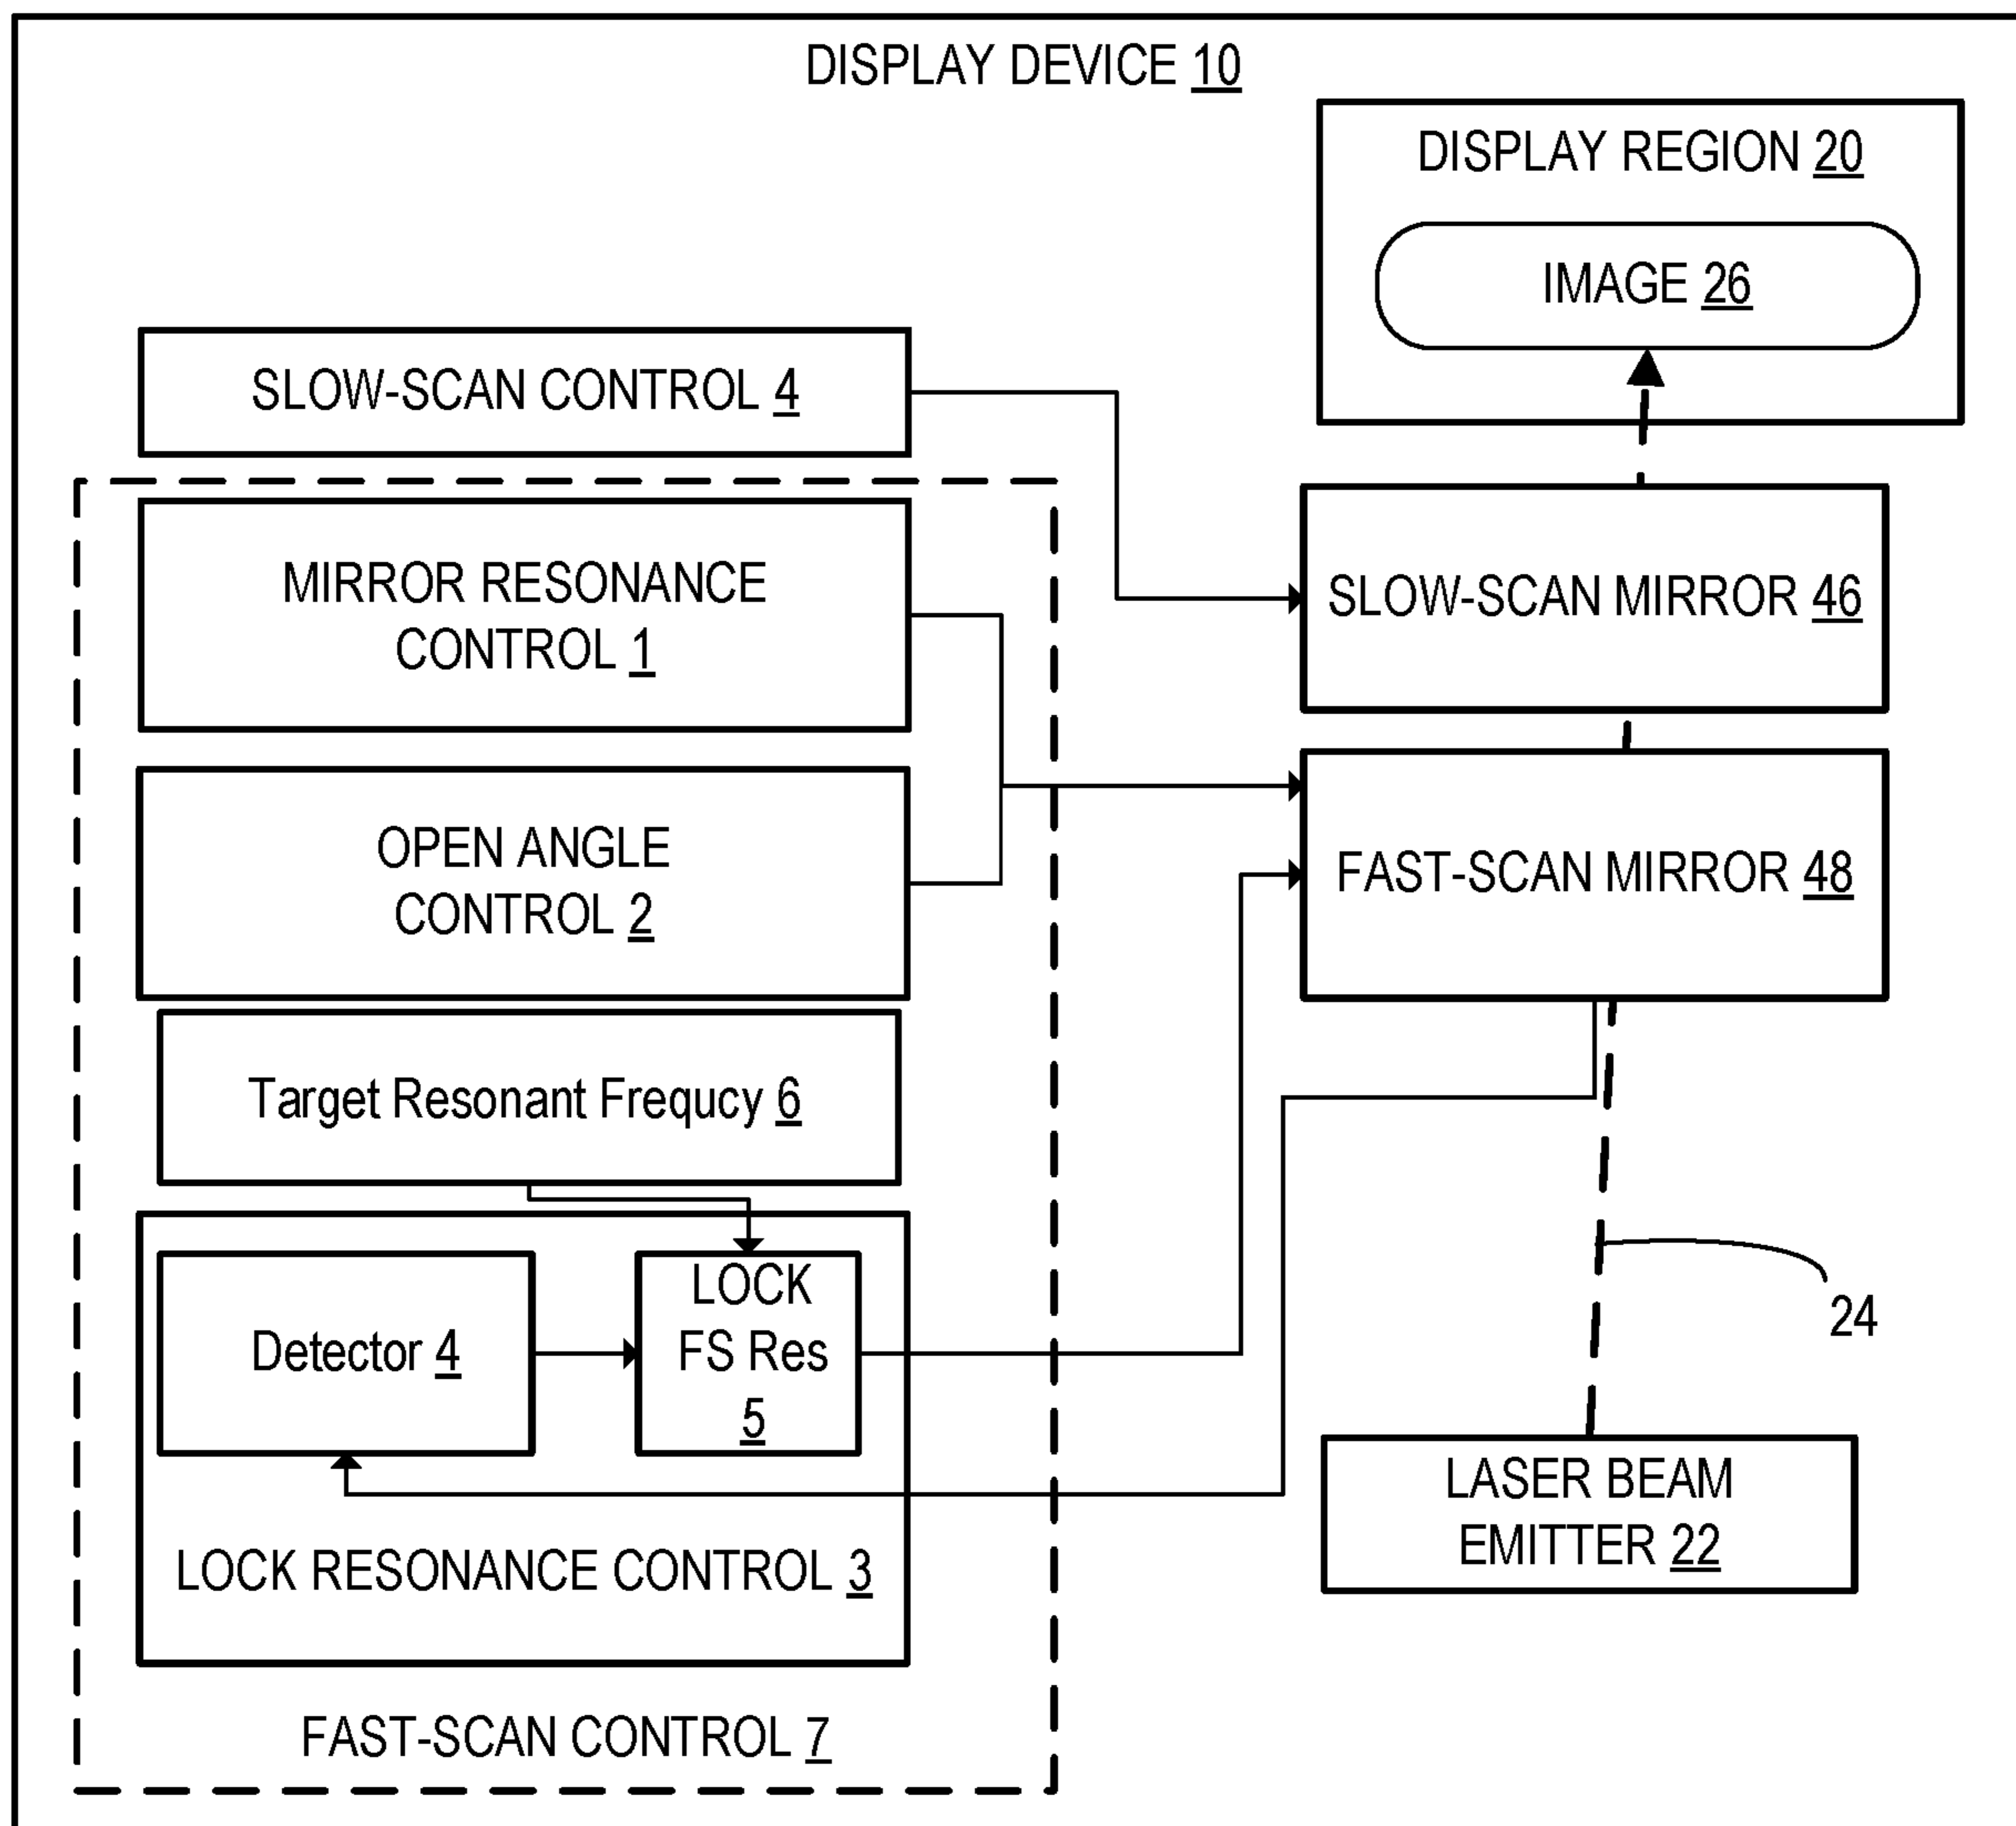 DISPLAY DEVICE 10
DISPLAY REGION 20
IMAGE 26
SLOW-SCAN CONTROL 4
MIRROR RESONANCE
CONTROL 1
SLOW-SCAN MIRROR 46
OPEN ANGLE
CONTROL 2
FAST-SCAN MIRROR 48
Target Resonant Frequcy 6
Detector 4
LOCK
FS Res
5
24
LOCK RESONANCE CONTROL 3
LASER BEAM
EMITTER 22
FAST-SCAN CONTROL 7